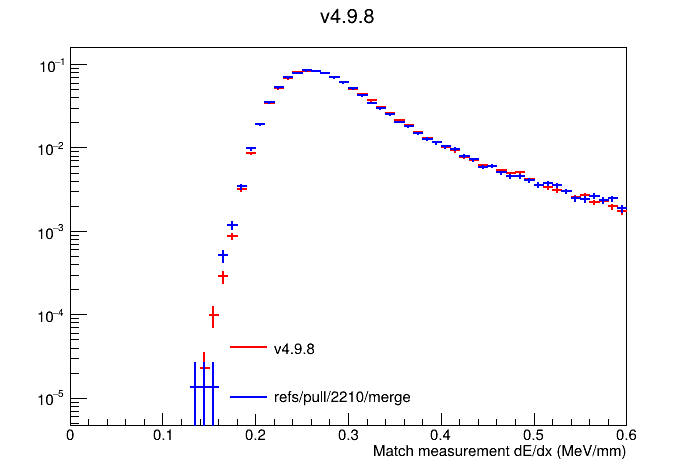 v4.9.8
10⁻¹
10⁻²
10⁻³
10⁻⁴
10⁻⁵
v4.9.8
refs/pull/2210/merge
0 0.1 0.2 0.3 0.4 0.5 0.6
Match measurement dE/dx (MeV/mm)